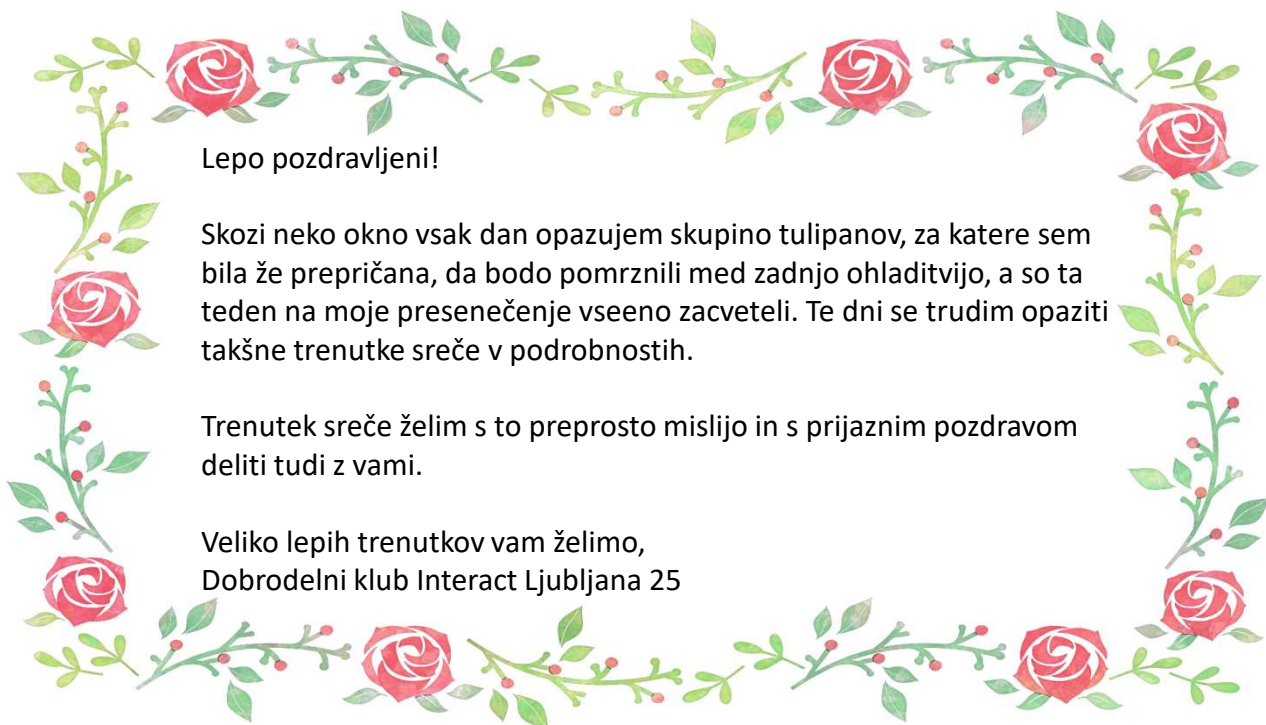 Lepo pozdravljeni!
Skozi neko okno vsak dan opazujem skupino tulipanov, za katere sem
bila že prepričana, da bodo pomrznili med zadnjo ohladitvijo, a so ta
teden na moje presenečenje vseeno zacveteli. Te dni se trudim opaziti
takšne trenutke sreče v podrobnostih.
Trenutek sreče želim s to preprosto mislijo in s prijaznim pozdravom
deliti tudi z vami.
Veliko lepih trenutkov vam želimo,
Dobrodelni klub Interact Ljubljana 25